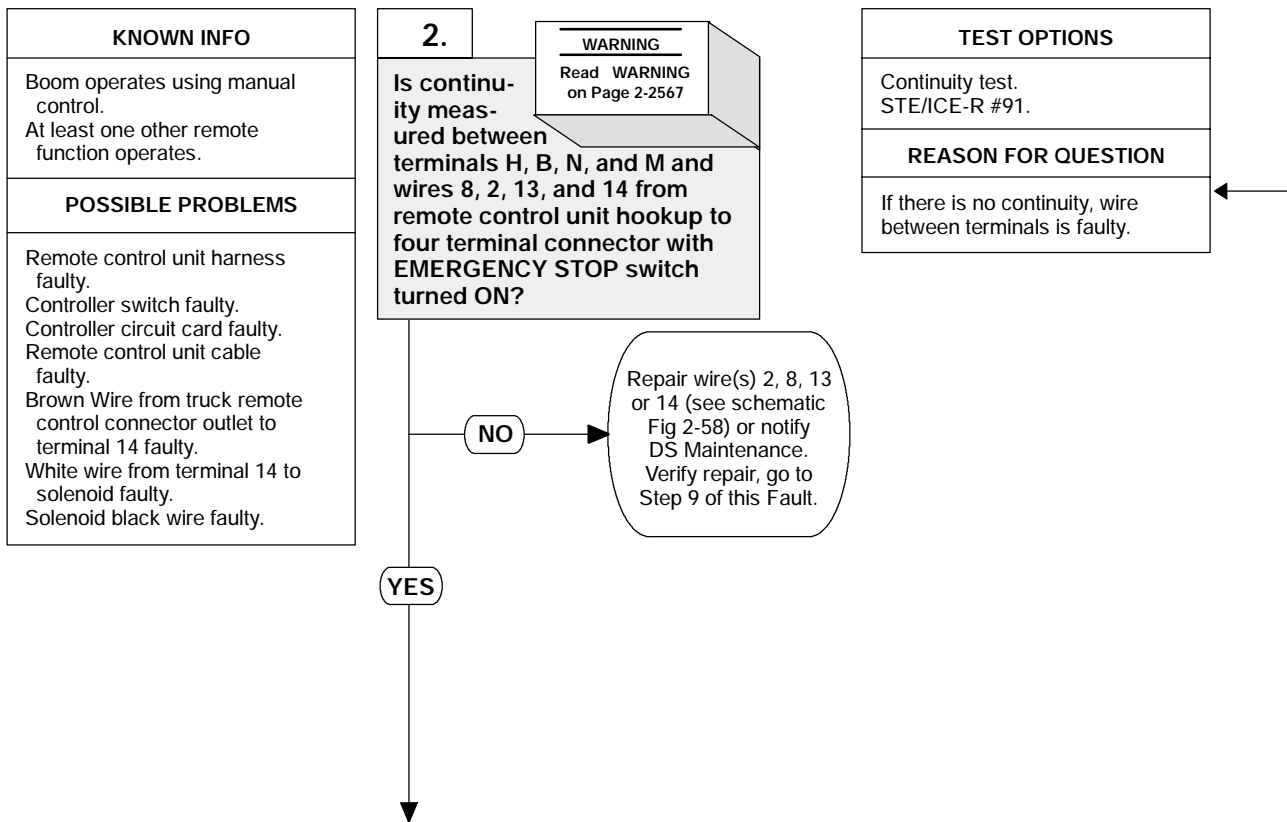 KNOWN INFO
Boom operates using manual
control.
At least one other remote
function operates.
POSSIBLE PROBLEMS
Remote control unit harness
faulty.
Controller switch faulty.
Controller circuit card faulty.
Remote control unit cable
faulty.
Brown Wire from truck remote
control connector outlet to
terminal 14 faulty.
White wire from terminal 14 to
solenoid faulty.
Solenoid black wire faulty.
2.
WARNING
Read WARNING
on Page 2-2567
Is continu-
ity meas-
ured between
terminals H, B, N, and M and
wires 8, 2, 13, and 14 from
remote control unit hookup to
four terminal connector with
EMERGENCY STOP switch
turned ON?
NO
Repair wire(s) 2, 8, 13
or 14 (see schematic
Fig 2-58) or notify
DS Maintenance.
Verify repair, go to
Step 9 of this Fault.
YES
TEST OPTIONS
Continuity test.
STE/ICE-R #91.
REASON FOR QUESTION
If there is no continuity, wire
between terminals is faulty.